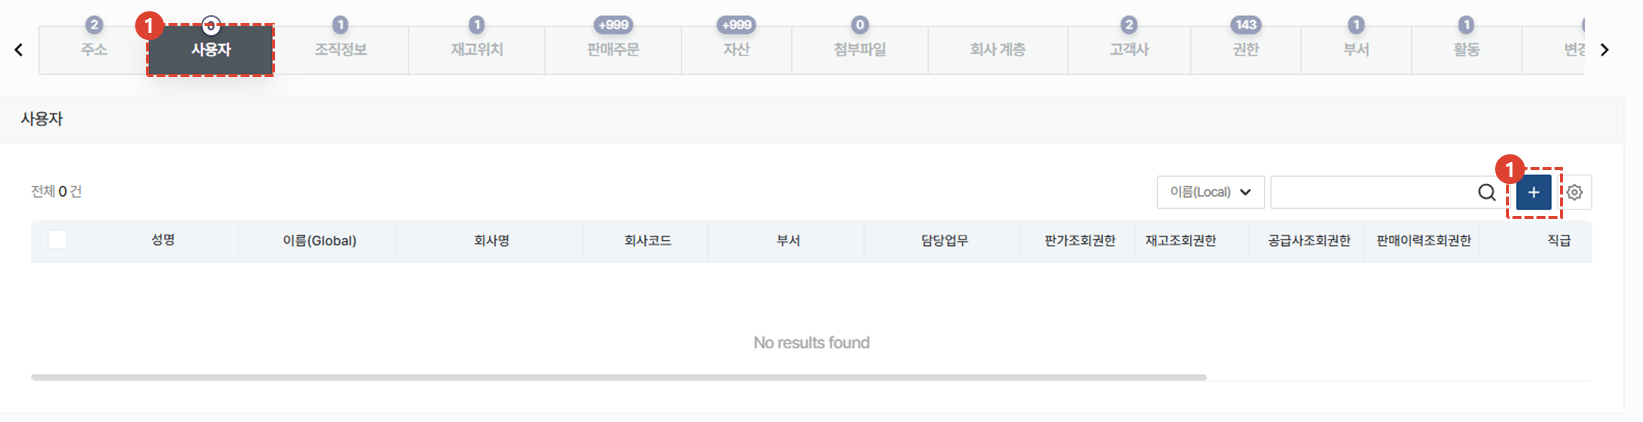 2 0 1 1 +999 +999 0 2 143 1 1
1
주소 사용자 조직정보 재고위치 판매주문 자산 첨부파일 회사 계층 고객사 권한 부서 활동
사용자
1
전체 0 건 이름(Local) +
성명 이름(Global) 회사명 회사코드 부서 담당업무 판가조회권한 재고조회권한 공급사조회권한 판매이력조회권한 직급
No results found